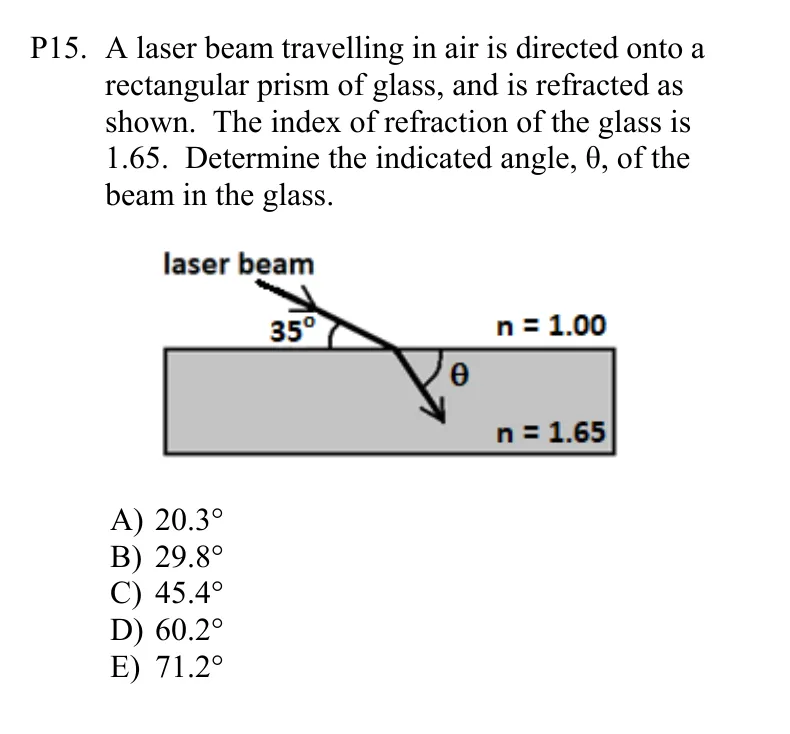 P15. A laser beam travelling in air is directed onto a
rectangular prism of glass, and is refracted as
shown. The index of refraction of the glass is
1.65. Determine the indicated angle, θ, of the
beam in the glass.
laser beam
35º
n = 1.00
θ
n = 1.65
A) 20.3°
B) 29.8°
C) 45.4°
D) 60.2°
E) 71.2°